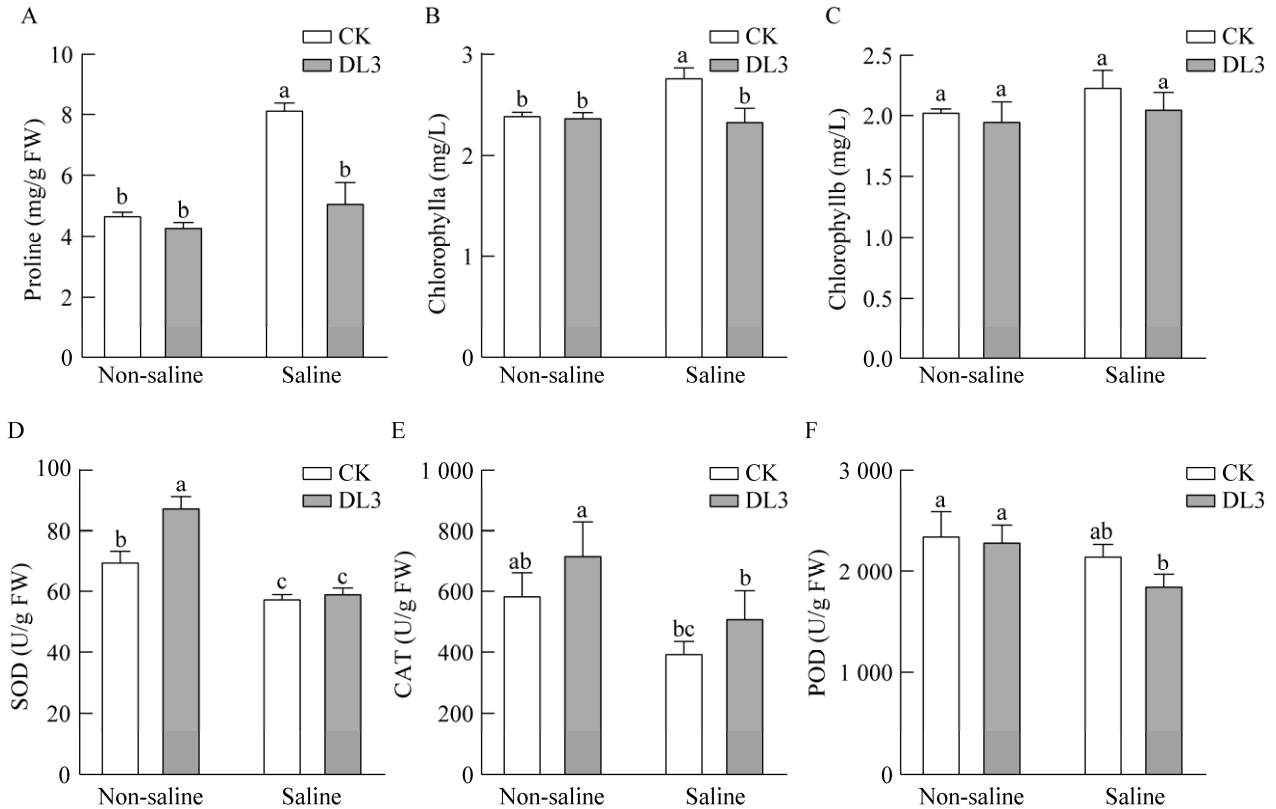 A
CK
DL3
Proline (mg/g FW)
10
8
6
4
2
0
b
b
a
b
Non-saline
Saline
B
CK
DL3
Chlorophylla (mg/L)
3
2
1
0
b
b
a
b
Non-saline
Saline
C
CK
DL3
Chlorophyllb (mg/L)
2.5
2.0
1.5
1.0
0.5
0.0
a
a
a
a
Non-saline
Saline
D
CK
DL3
SOD (U/g FW)
100
80
60
40
20
0
b
a
c
c
Non-saline
Saline
E
CK
DL3
CAT (U/g FW)
1 000
800
600
400
200
0
ab
a
bc
b
Non-saline
Saline
F
CK
DL3
POD (U/g FW)
3 000
2 000
1 000
0
a
a
ab
b
Non-saline
Saline